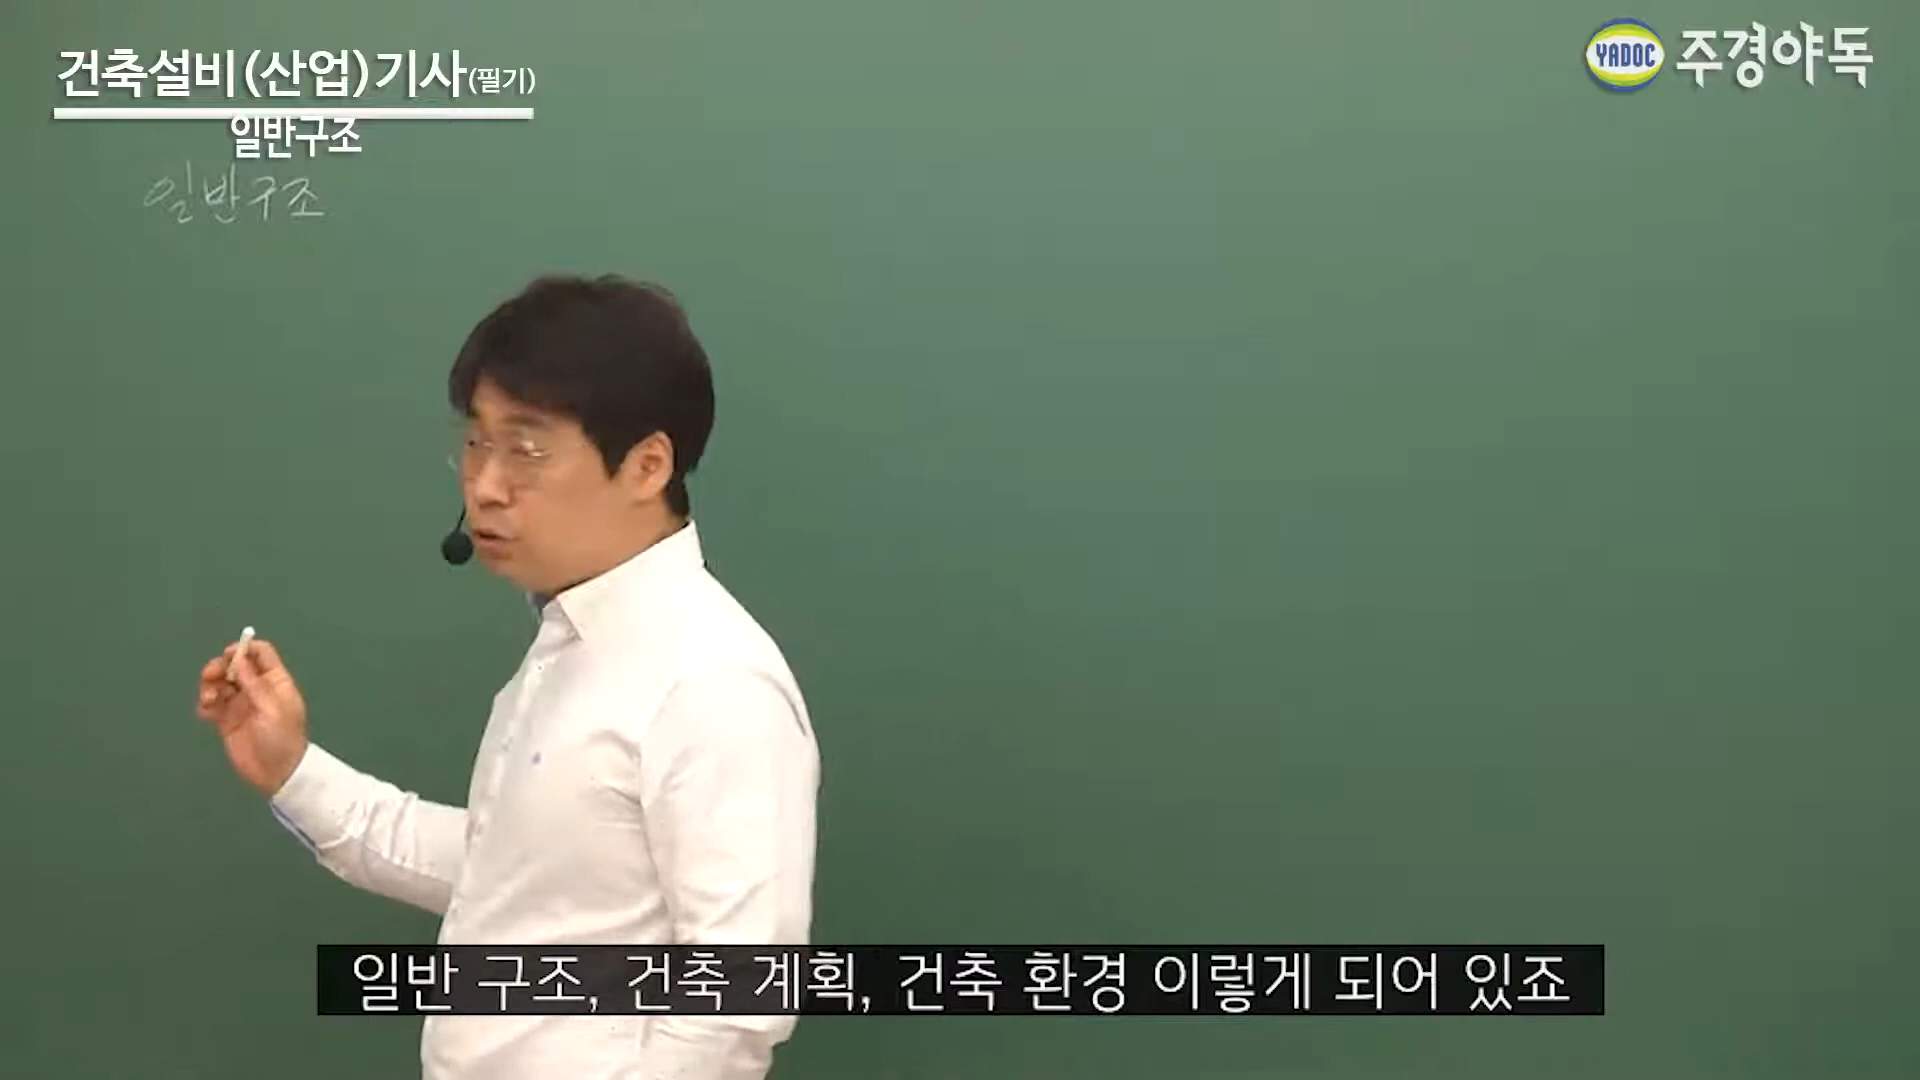 건축설비(산업)기사(필기)
YADOC 주경야독
일반구조
일반구조
일반 구조, 건축 계획, 건축 환경 이렇게 되어 있죠